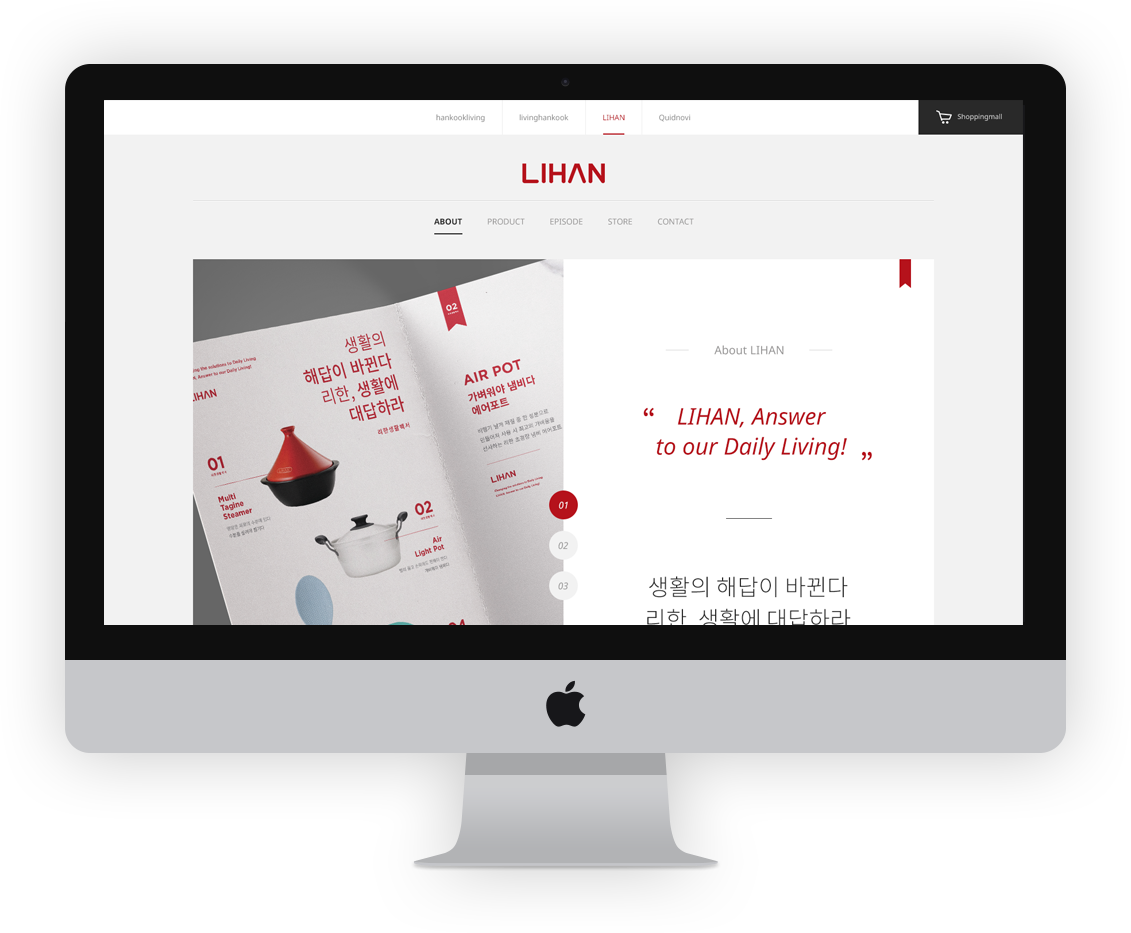 hankookliving
livinghankook
LIHAN
Quidnovi
Shoppingmall
LIHAN
ABOUT
PRODUCT
EPISODE
STORE
CONTACT
ing the solutions to Daily Living
, Answer to our Daily Living!
LIHAN
생활의
해답이 바뀐다
리한, 생활에
대답하라
리한생활백서
01
Multi
Tagine
Steamer
02
Air
Light Pot
04
02
AIR POT
가벼워야 냄비다
에어포트
LIHAN
01
02
03
About LIHAN
“ LIHAN, Answer
to our Daily Living! ”
생활의 해답이 바뀐다
리한, 생활에 대답하라